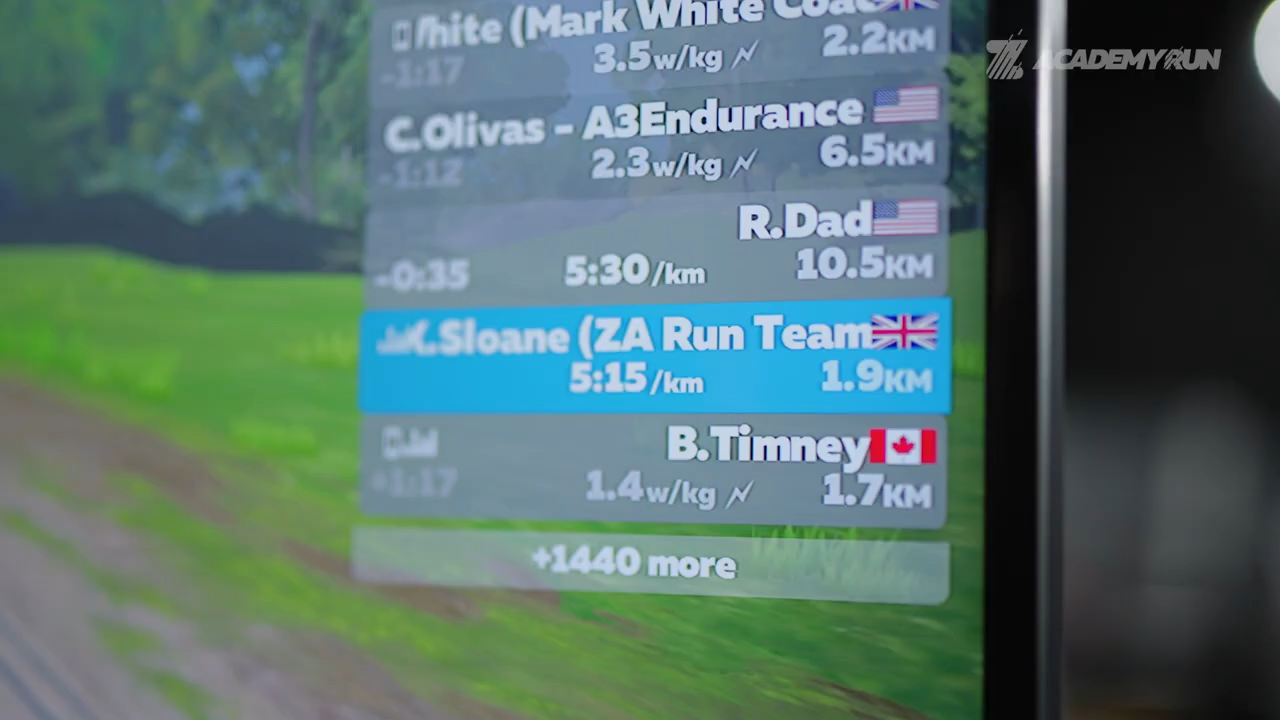 hite (Mark White Coac
-1:17 3.5w/kg 2.2KM
ACADEMYRUN
C.Olivas - A3Endurance
-1:12 2.3w/kg 6.5KM
R.Dad
-0:35 5:30/km 10.5KM
K.Sloane (ZA Run Team
5:15/km 1.9KM
B.Timney
+1:17 1.4w/kg 1.7KM
+1440 more